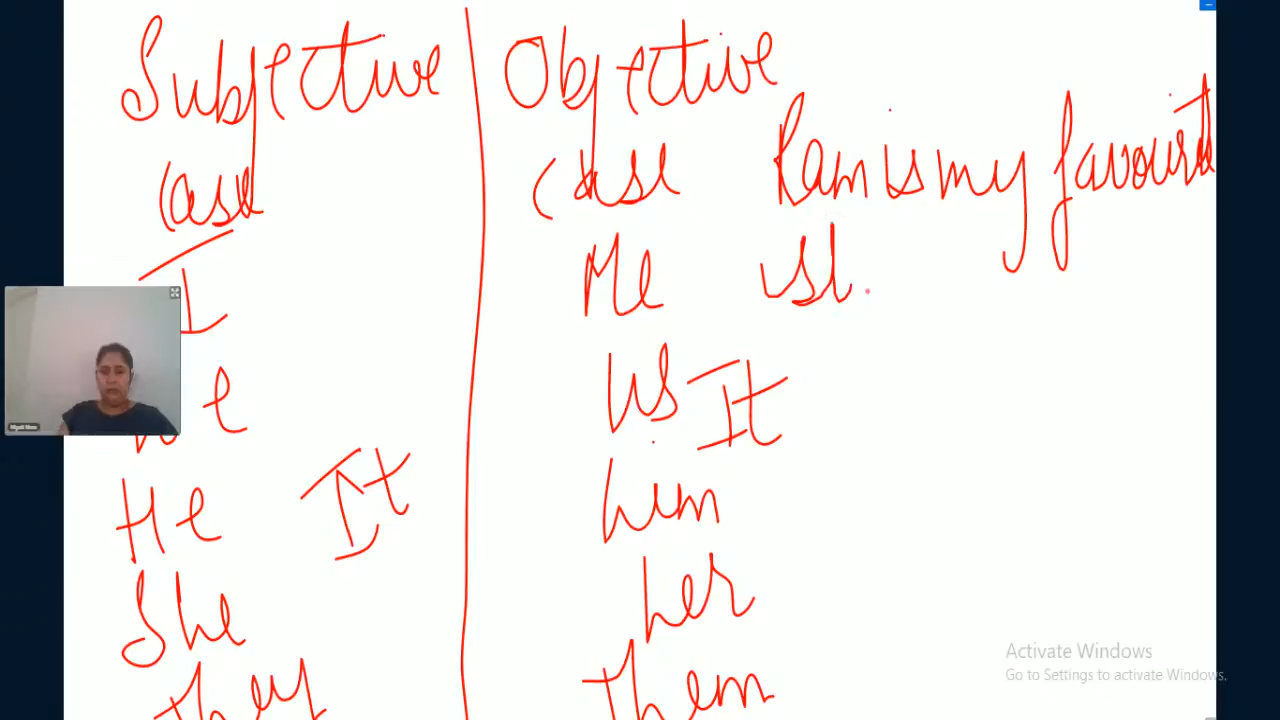 Subjective Objective
case case Ram is my favourite
I Me
We us It
He It him
She her
They Them
Activate Windows
Go to Settings to activate Windows.